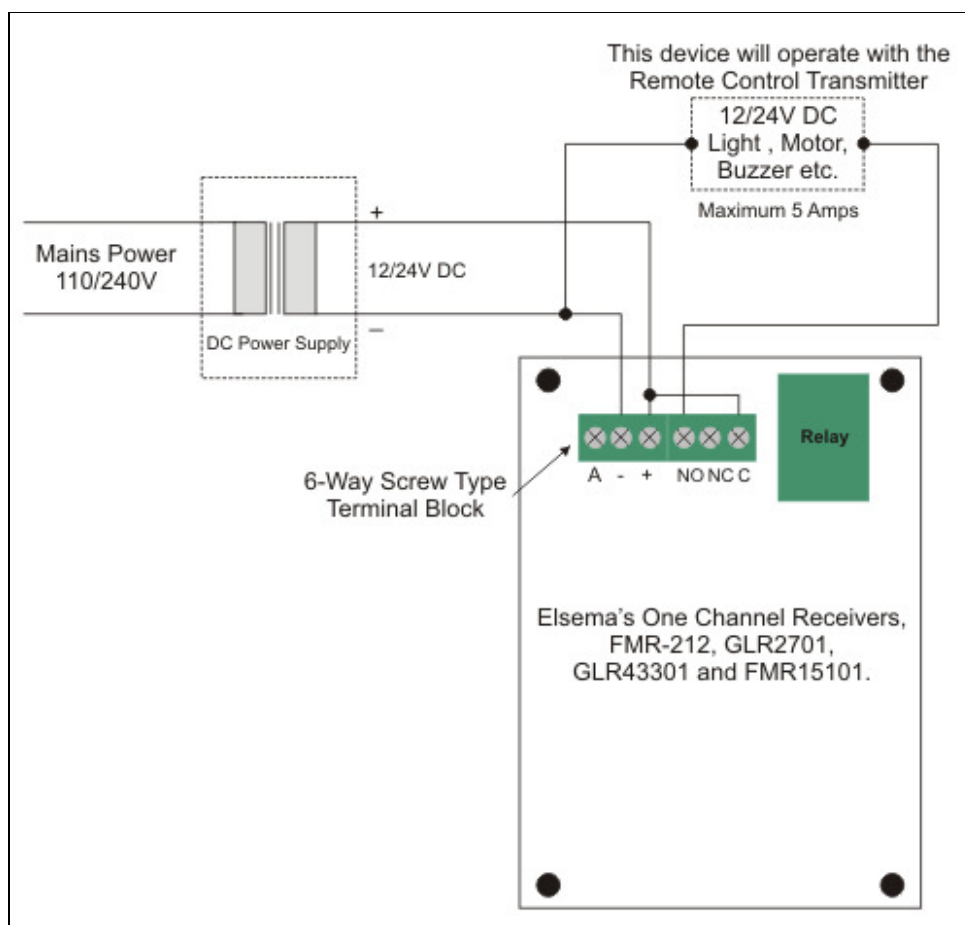 This device will operate with the
Remote Control Transmitter
12/24V DC
Light , Motor,
Buzzer etc.
Maximum 5 Amps
+
Mains Power
110/240V
12/24V DC
–
DC Power Supply
Relay
A - + NO NC C
6-Way Screw Type
Terminal Block
Elsema's One Channel Receivers,
FMR-212, GLR2701,
GLR43301 and FMR15101.